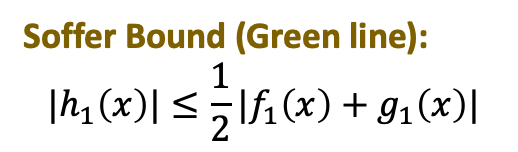 Soffer Bound (Green line):
|h₁(x)| ≤ 1/2 |f₁(x) + g₁(x)|